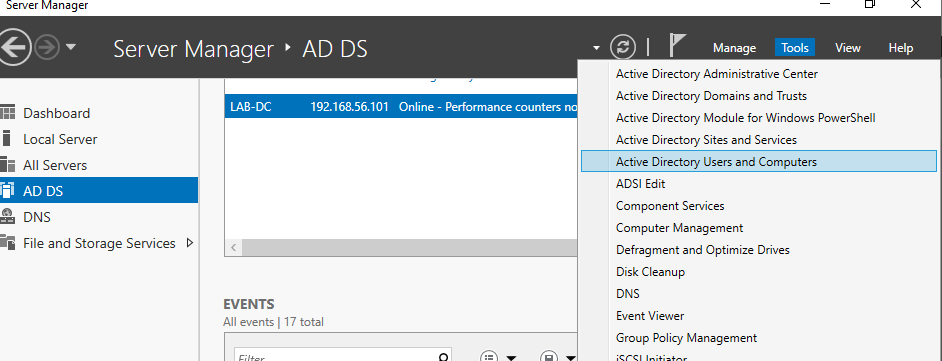 Server Manager
Server Manager ‣ AD DS
Manage Tools View Help
Dashboard
Local Server
All Servers
AD DS
DNS
File and Storage Services
LAB-DC 192.168.56.101 Online - Performance counters no
EVENTS
All events | 17 total
Filter
Active Directory Administrative Center
Active Directory Domains and Trusts
Active Directory Module for Windows PowerShell
Active Directory Sites and Services
Active Directory Users and Computers
ADSI Edit
Component Services
Computer Management
Defragment and Optimize Drives
Disk Cleanup
DNS
Event Viewer
Group Policy Management
iSCSI Initiator